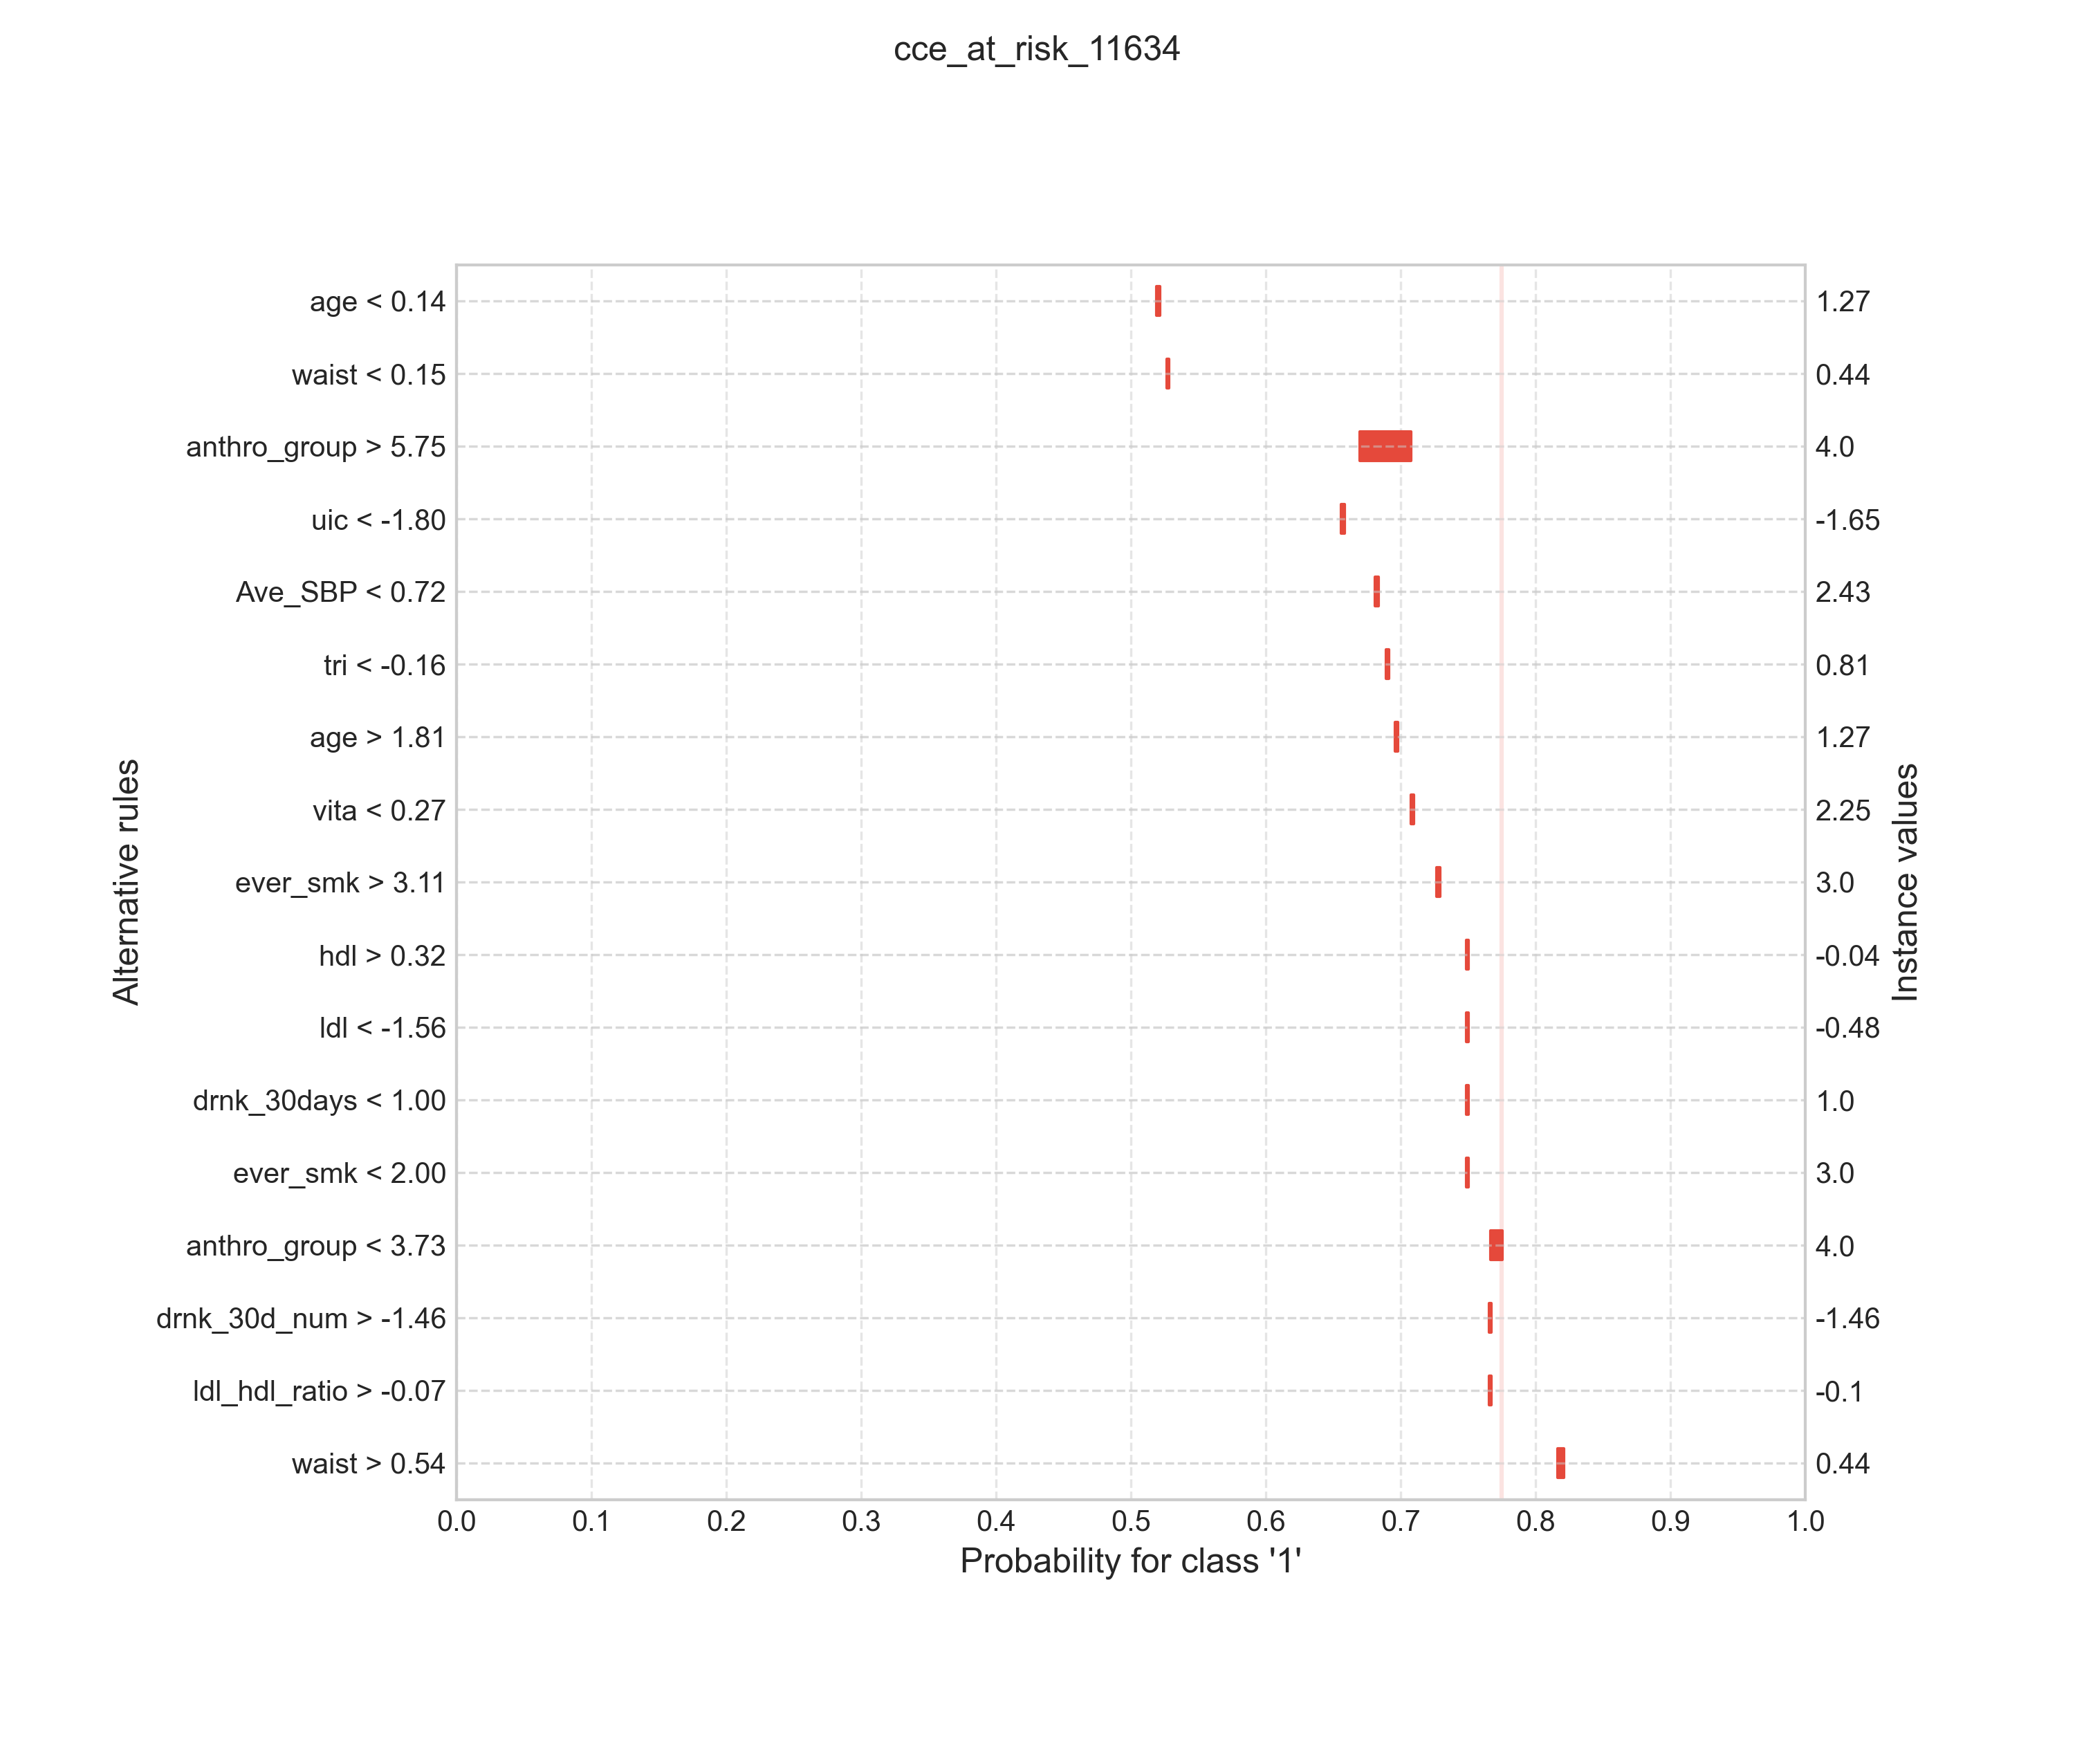 cce_at_risk_11634
age < 0.14 1.27
waist < 0.15 0.44
anthro_group > 5.75 4.0
uic < -1.80 -1.65
Ave_SBP < 0.72 2.43
tri < -0.16 0.81
age > 1.81 1.27
vita < 0.27 2.25
ever_smk > 3.11 3.0
hdl > 0.32 -0.04
ldl < -1.56 -0.48
drnk_30days < 1.00 1.0
ever_smk < 2.00 3.0
anthro_group < 3.73 4.0
drnk_30d_num > -1.46 -1.46
ldl_hdl_ratio > -0.07 -0.1
waist > 0.54 0.44
Alternative rules
Instance values
0.0 0.1 0.2 0.3 0.4 0.5 0.6 0.7 0.8 0.9 1.0
Probability for class '1'